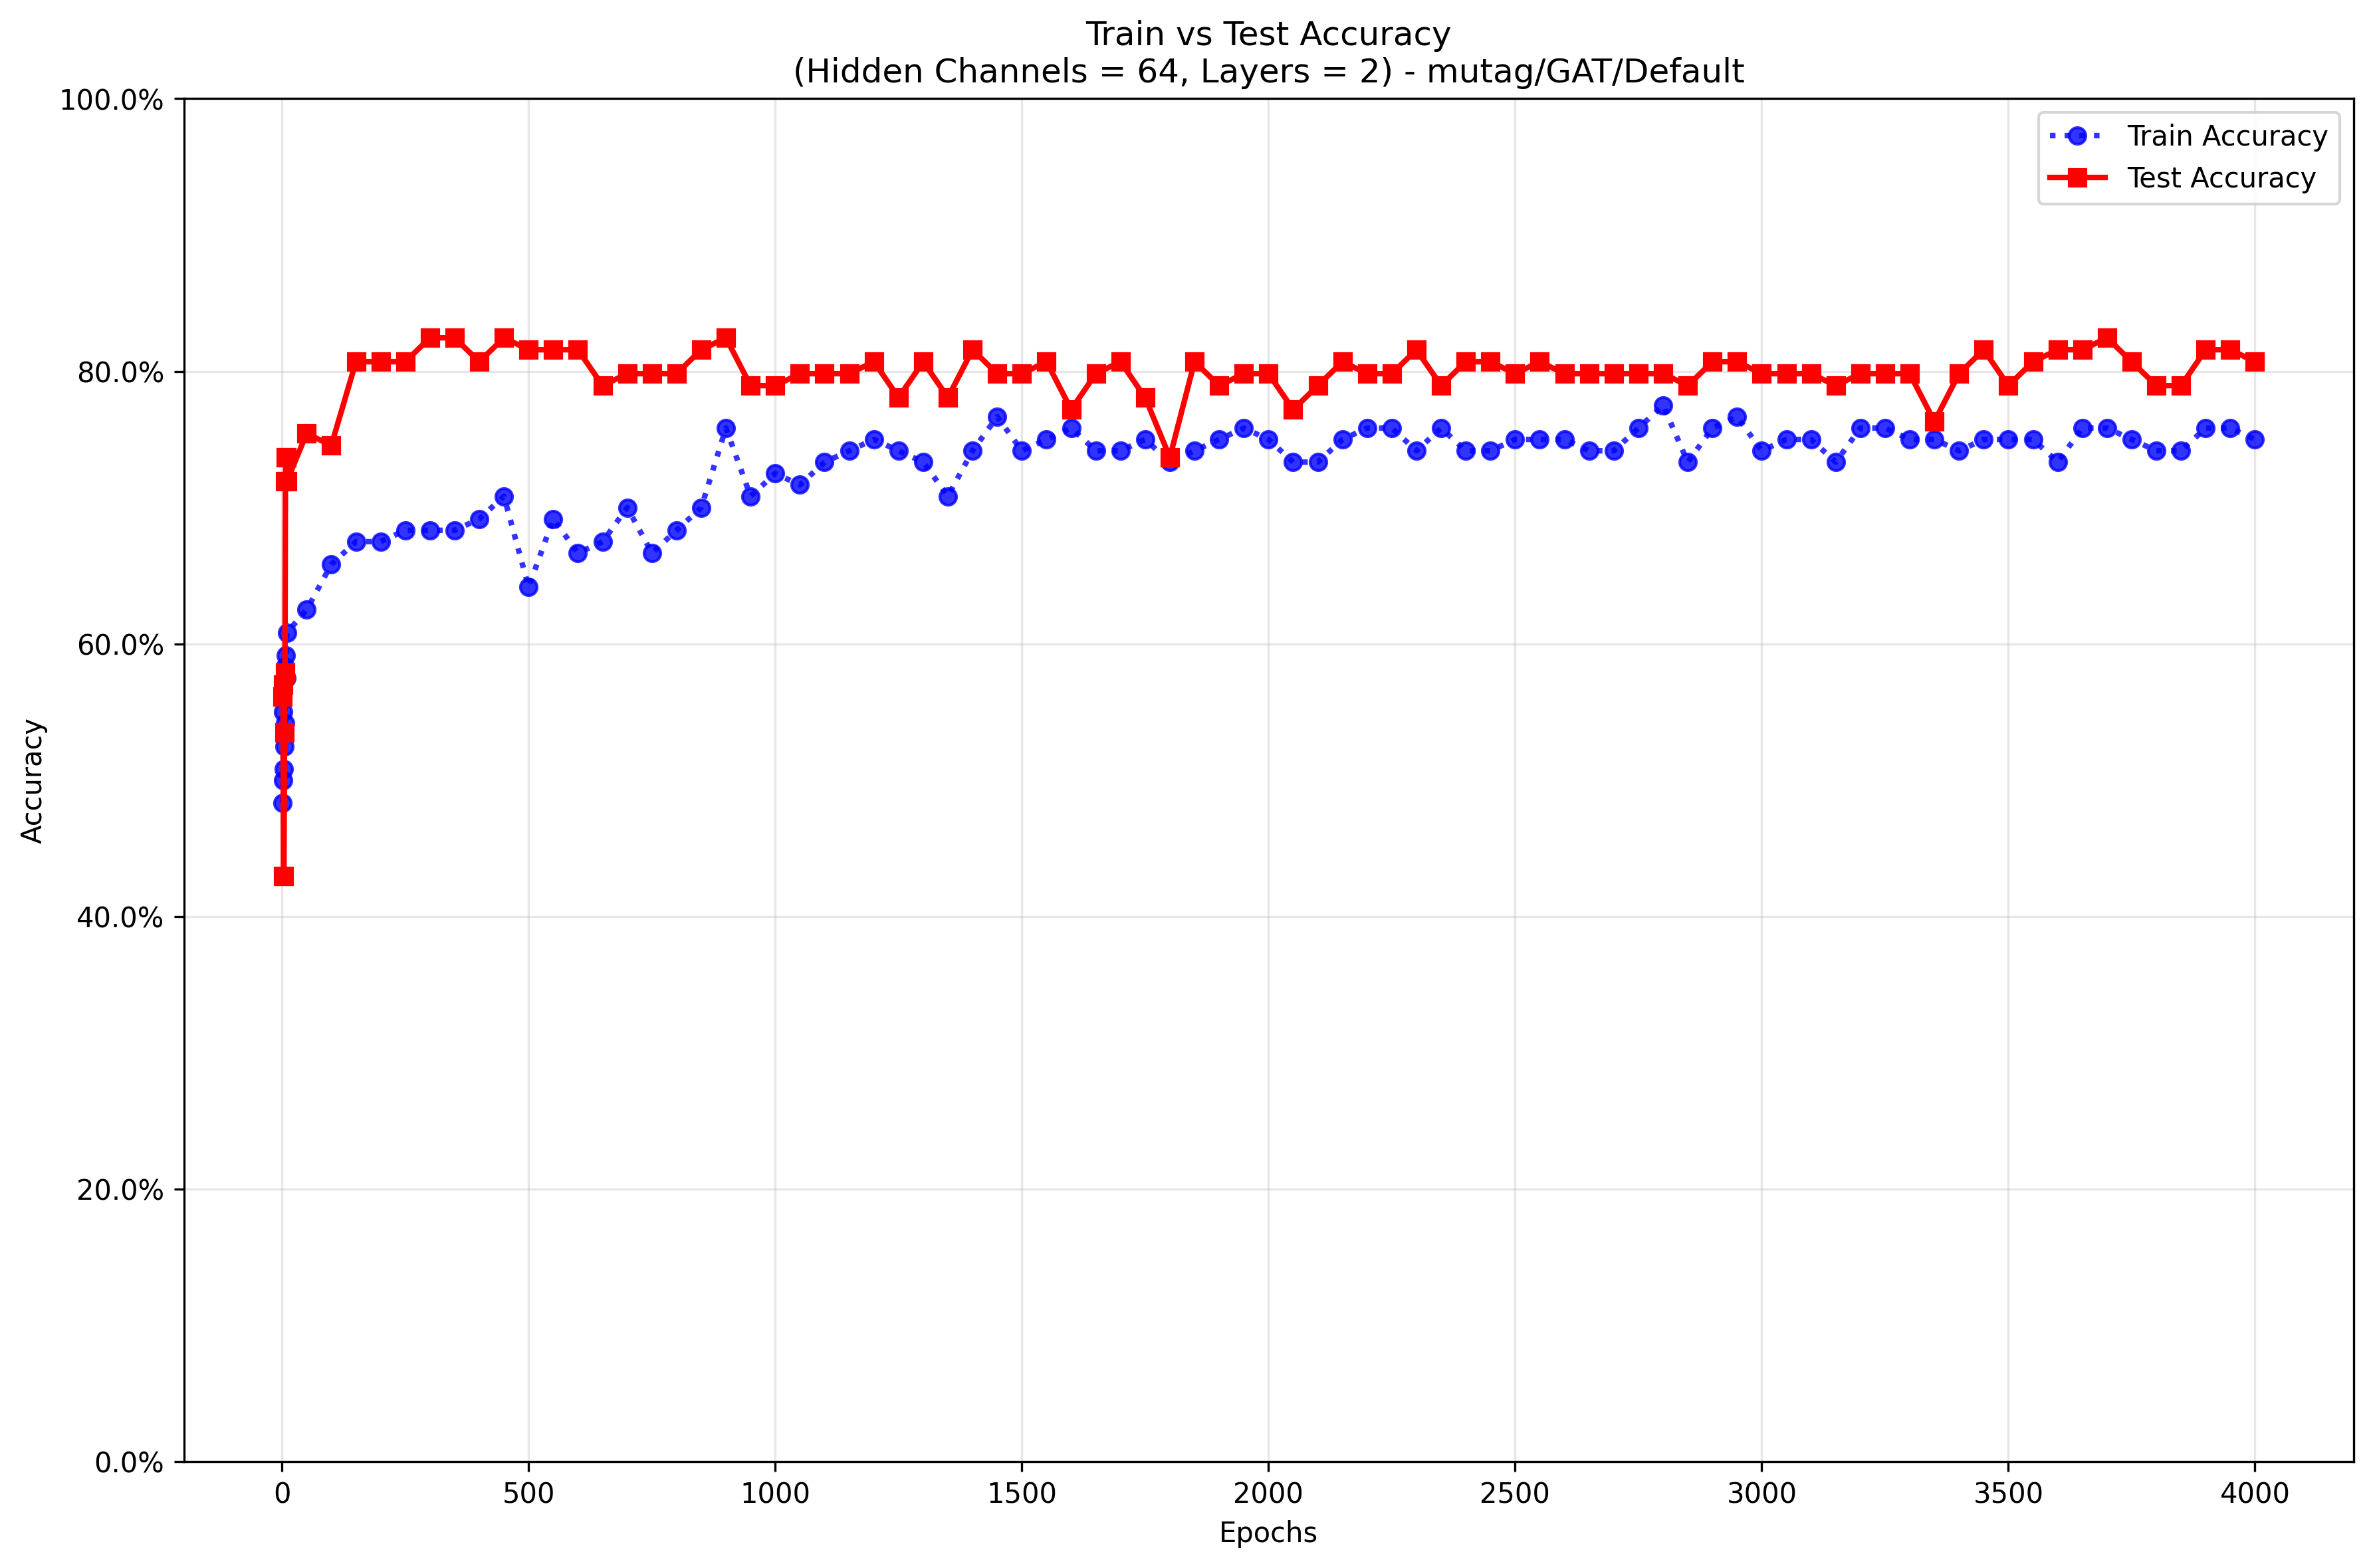 Train vs Test Accuracy
(Hidden Channels = 64, Layers = 2) - mutag/GAT/Default
100.0%
80.0%
60.0%
40.0%
20.0%
0.0%
Accuracy
Train Accuracy
Test Accuracy
0
500
1000
1500
2000
2500
3000
3500
4000
Epochs